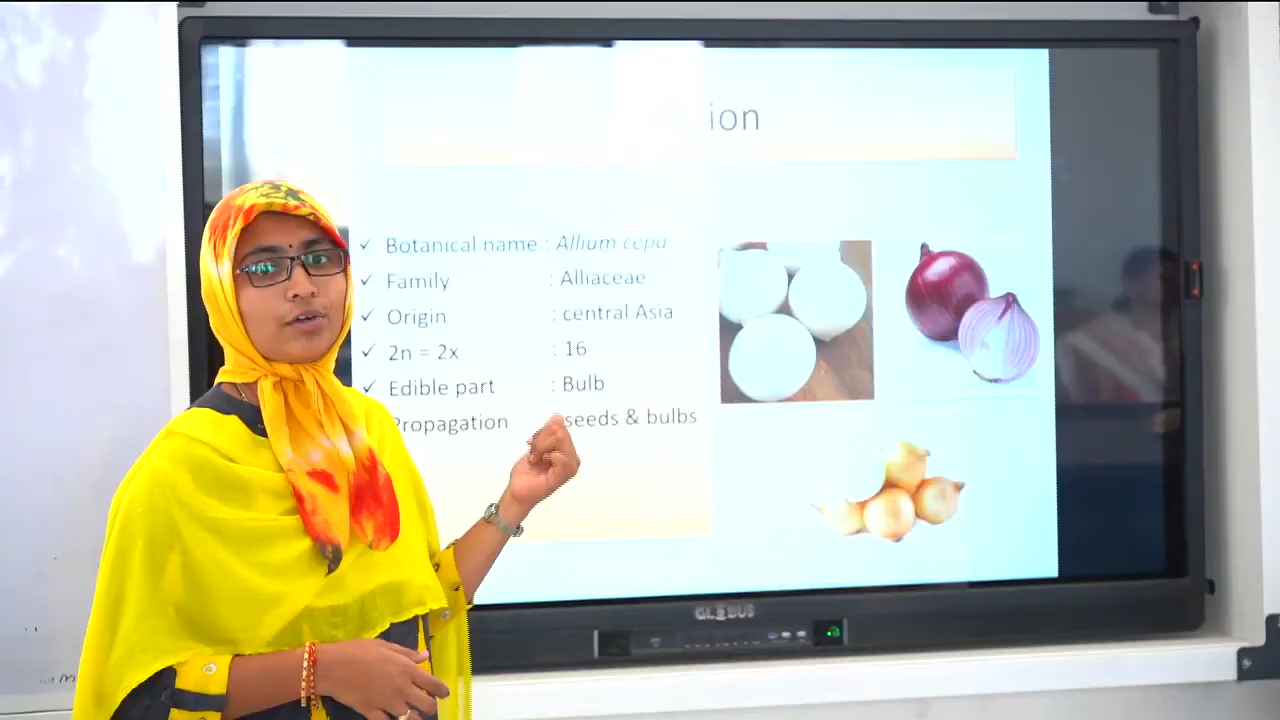 ion
✓ Botanical name : Allium cepa
✓ Family : Alliaceae
✓ Origin : central Asia
✓ 2n = 2x : 16
✓ Edible part : Bulb
Propagation seeds & bulbs
GLOBUS